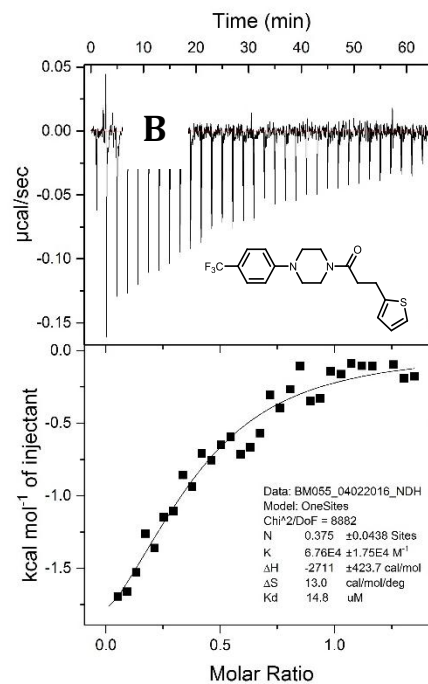 Time (min)
0 10 20 30 40 50 60
0.05
0.00
-0.05
-0.10
-0.15
µcal/sec
B
F₃C
N
N
O
S
0.0
-0.5
-1.0
-1.5
kcal mol⁻¹ of injectant
Data: BM055_04022016_NDH
Model: OneSites
Chi^2/DoF = 8882
N 0.375 ±0.0438 Sites
K 6.76E4 ±1.75E4 M⁻¹
ΔH -2711 ±423.7 cal/mol
ΔS 13.0 cal/mol/deg
Kd 14.8 uM
0.0 0.5 1.0
Molar Ratio